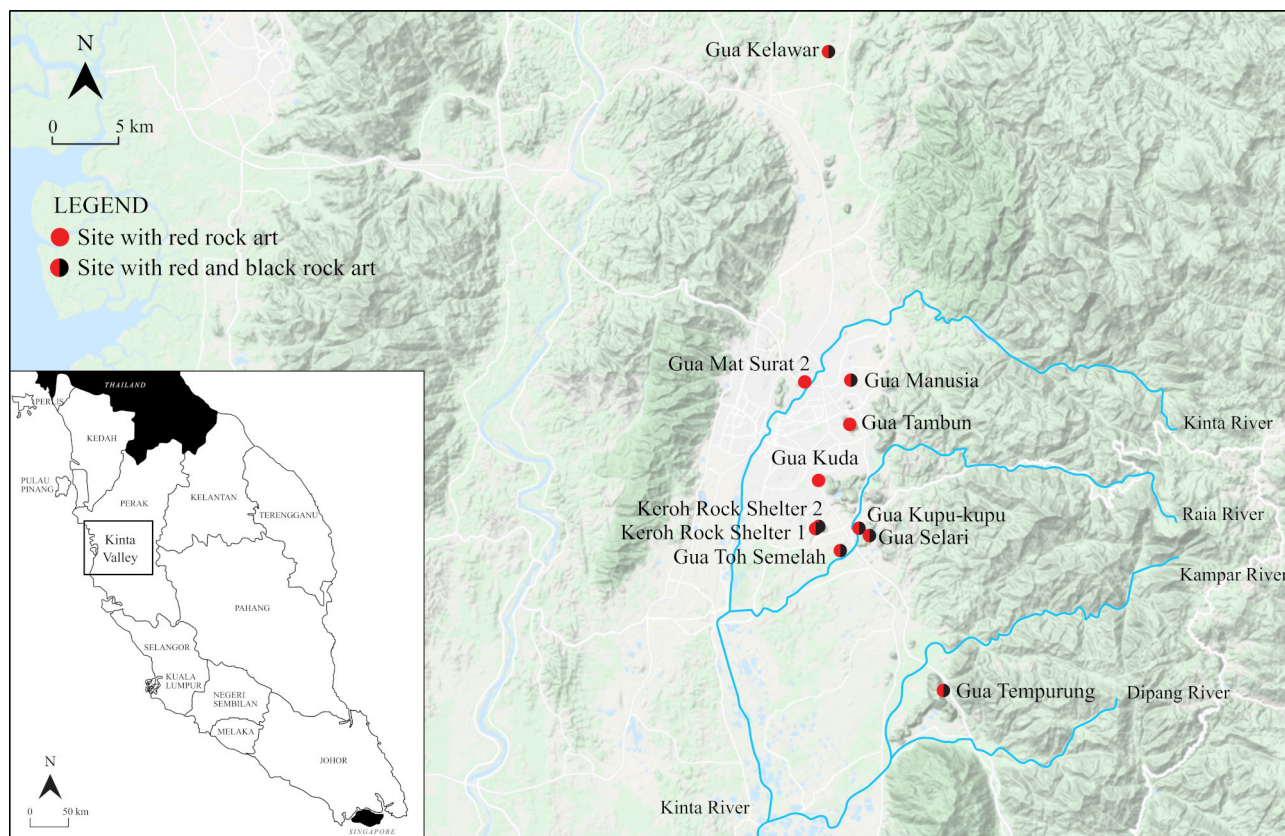 N
0 5 km
LEGEND
Site with red rock art
Site with red and black rock art
Gua Kelawar
Gua Mat Surat 2
Gua Manusia
Gua Tambun
Kinta River
Gua Kuda
Keroh Rock Shelter 2
Keroh Rock Shelter 1
Gua Kupu-kupu
Gua Selari
Gua Toh Semelah
Raia River
Kampar River
Gua Tempurung
Dipang River
Kinta River
THAILAND
PERLIS
KEDAH
PULAU
PINANG
PERAK
KELANTAN
TERENGGANU
Kinta
Valley
PAHANG
SELANGOR
KUALA
LUMPUR
NEGERI
SEMBILAN
MELAKA
JOHOR
SINGAPORE
N
0 50 km